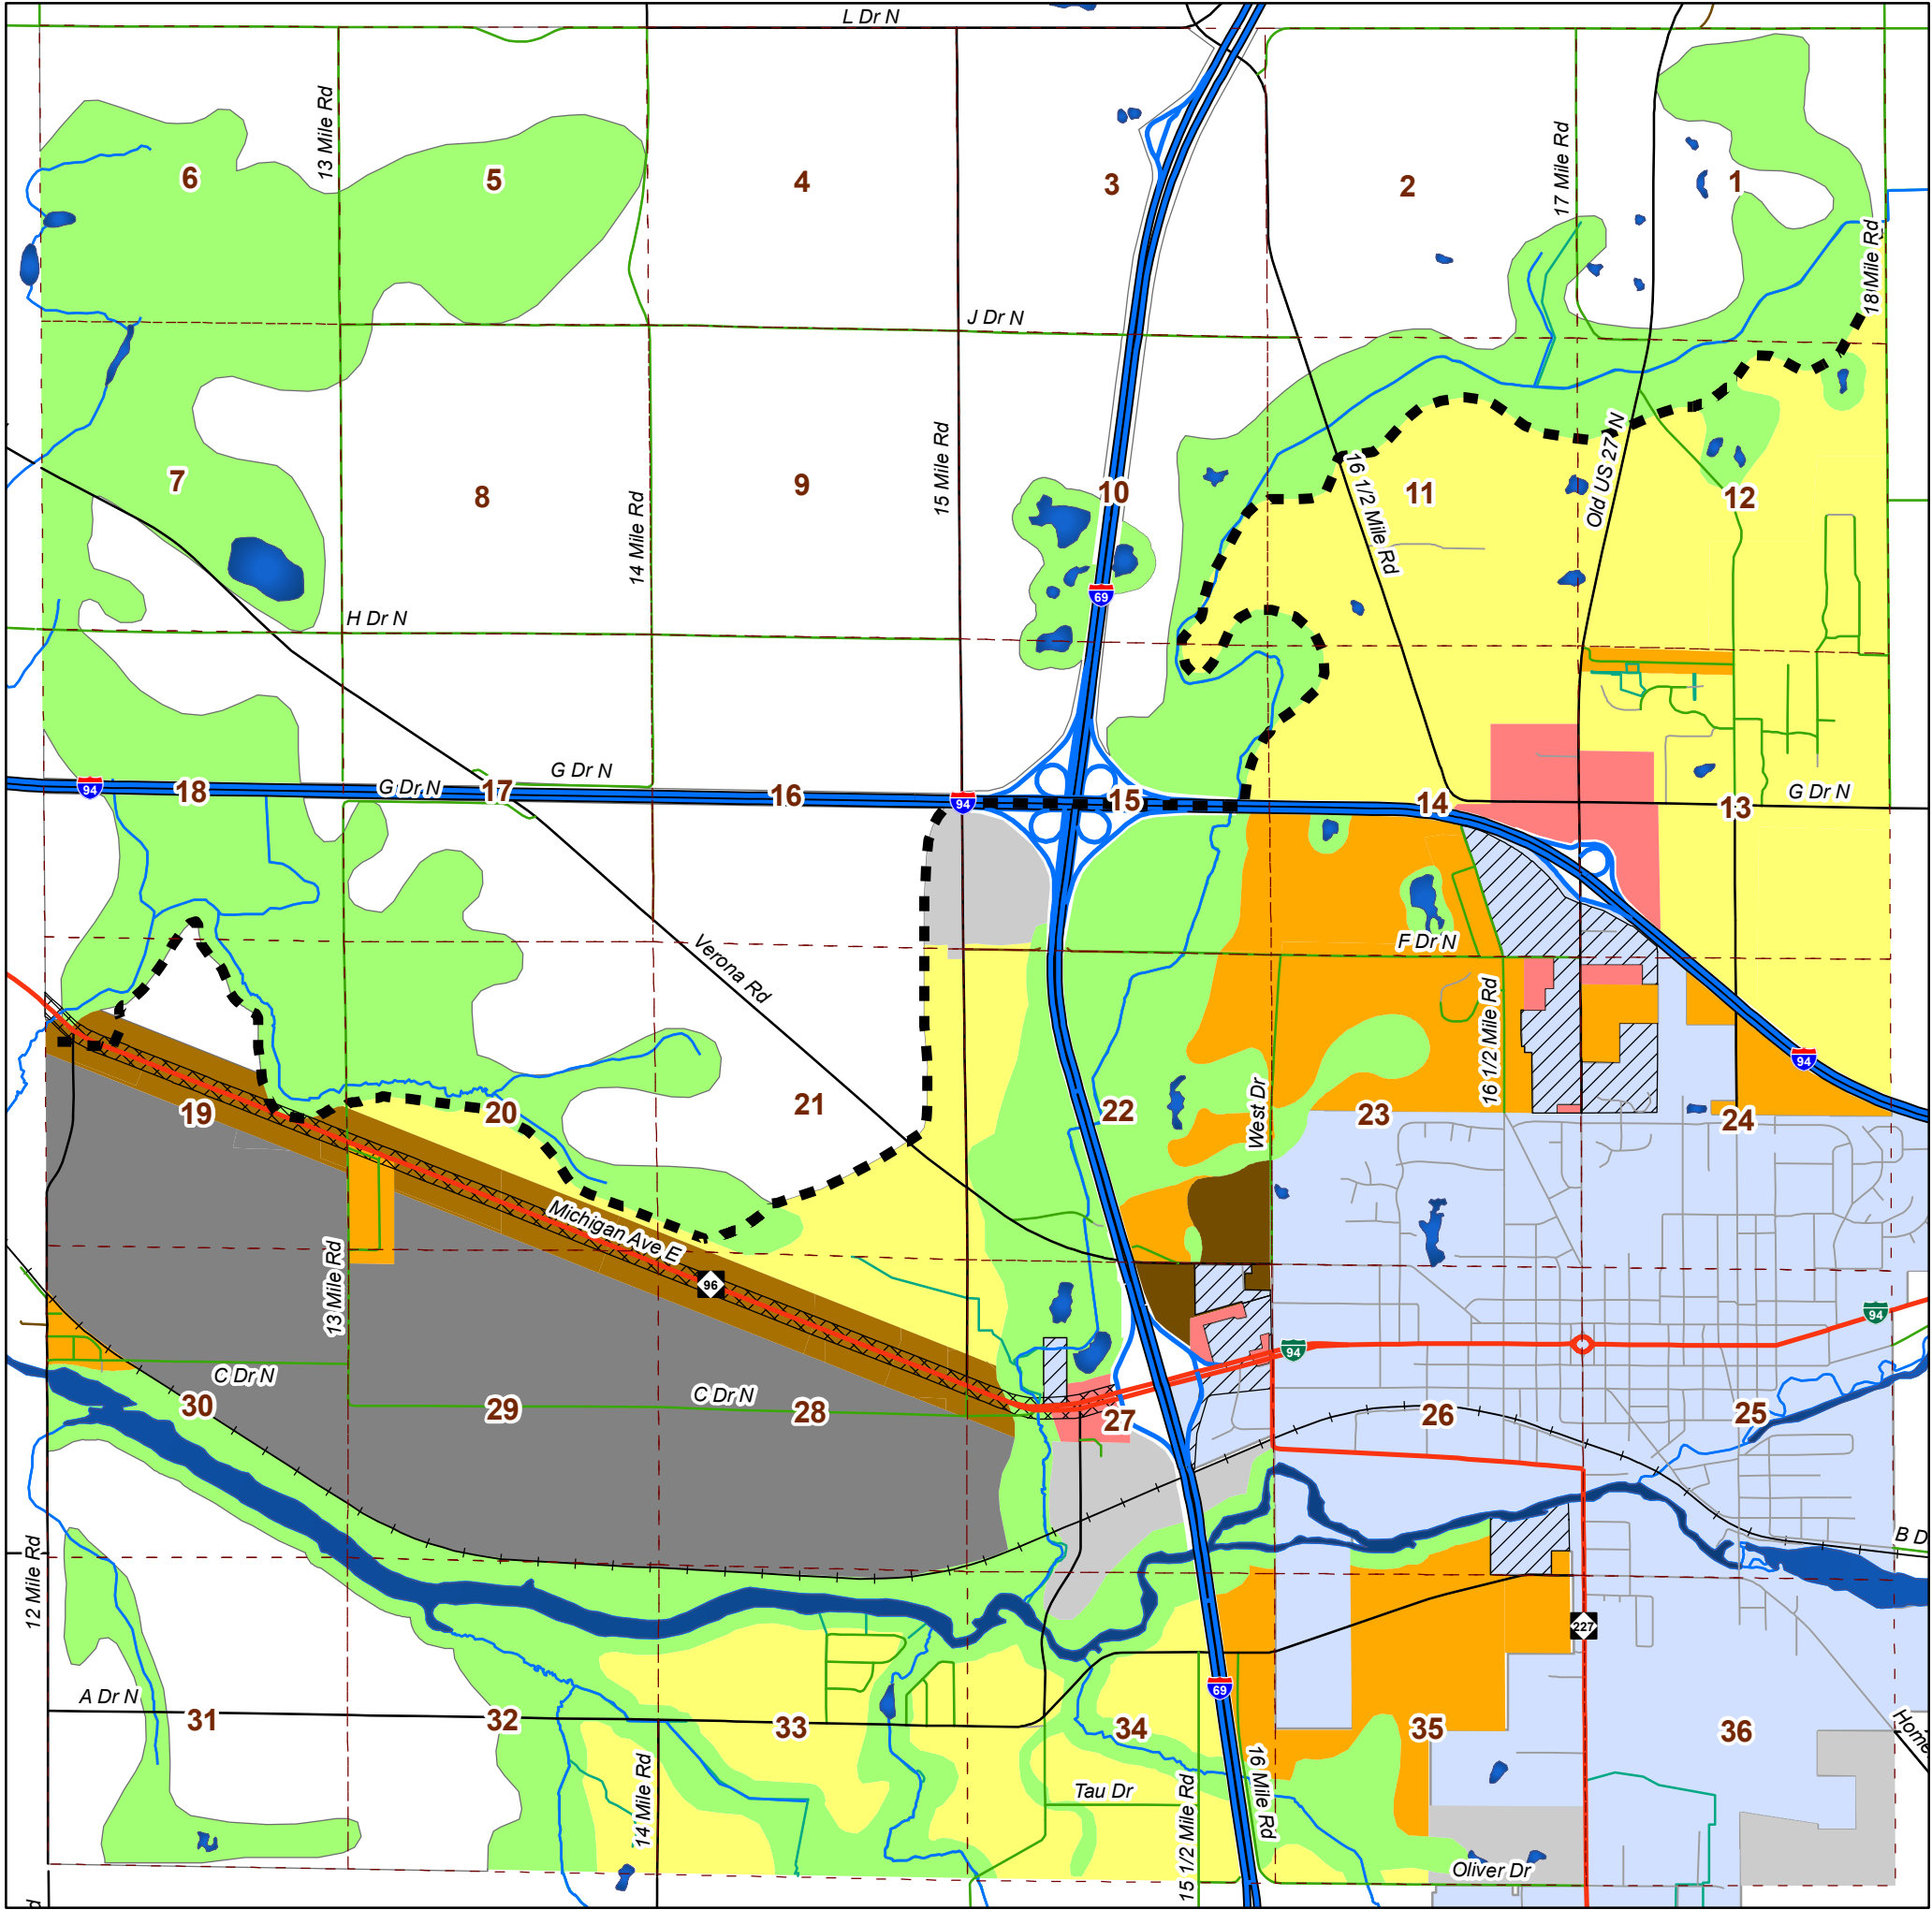 L Dr N
13 Mile Rd
6
5
4
3
2
17 Mile Rd
1
18 Mile Rd
J Dr N
15 Mile Rd
Old US 27 N
7
8
9
14 Mile Rd
10
16 1/2 Mile Rd
11
12
69
H Dr N
94
18
G Dr N
17
G Dr N
16
94
15
14
13
G Dr N
Verona Rd
F Dr N
16 1/2 Mile Rd
94
19
20
21
22
West Dr
23
24
Michigan Ave E
96
13 Mile Rd
94
94
C Dr N
30
29
C Dr N
28
27
26
25
12 Mile Rd
B D
227
A Dr N
31
32
33
34
69
35
36
Home
14 Mile Rd
Tau Dr
15 1/2 Mile Rd
16 Mile Rd
Oliver Dr
d